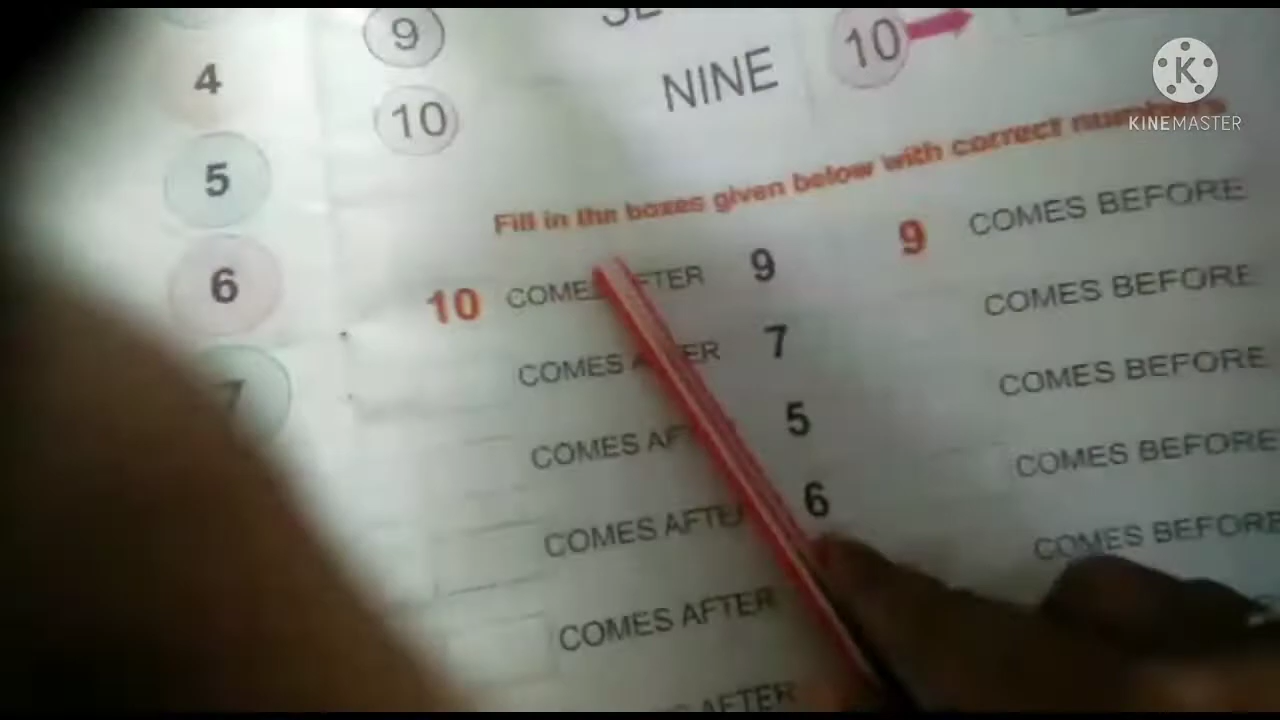 4
5
6
7
9
10
NINE 10
Fill in the boxes given below with correct numbers
10 COMES AFTER 9
COMES AFTER 7
COMES AFTER 5
COMES AFTER 6
COMES AFTER
AFTER
9 COMES BEFORE
COMES BEFORE
COMES BEFORE
COMES BEFORE
COMES BEFORE
K
KINEMASTER